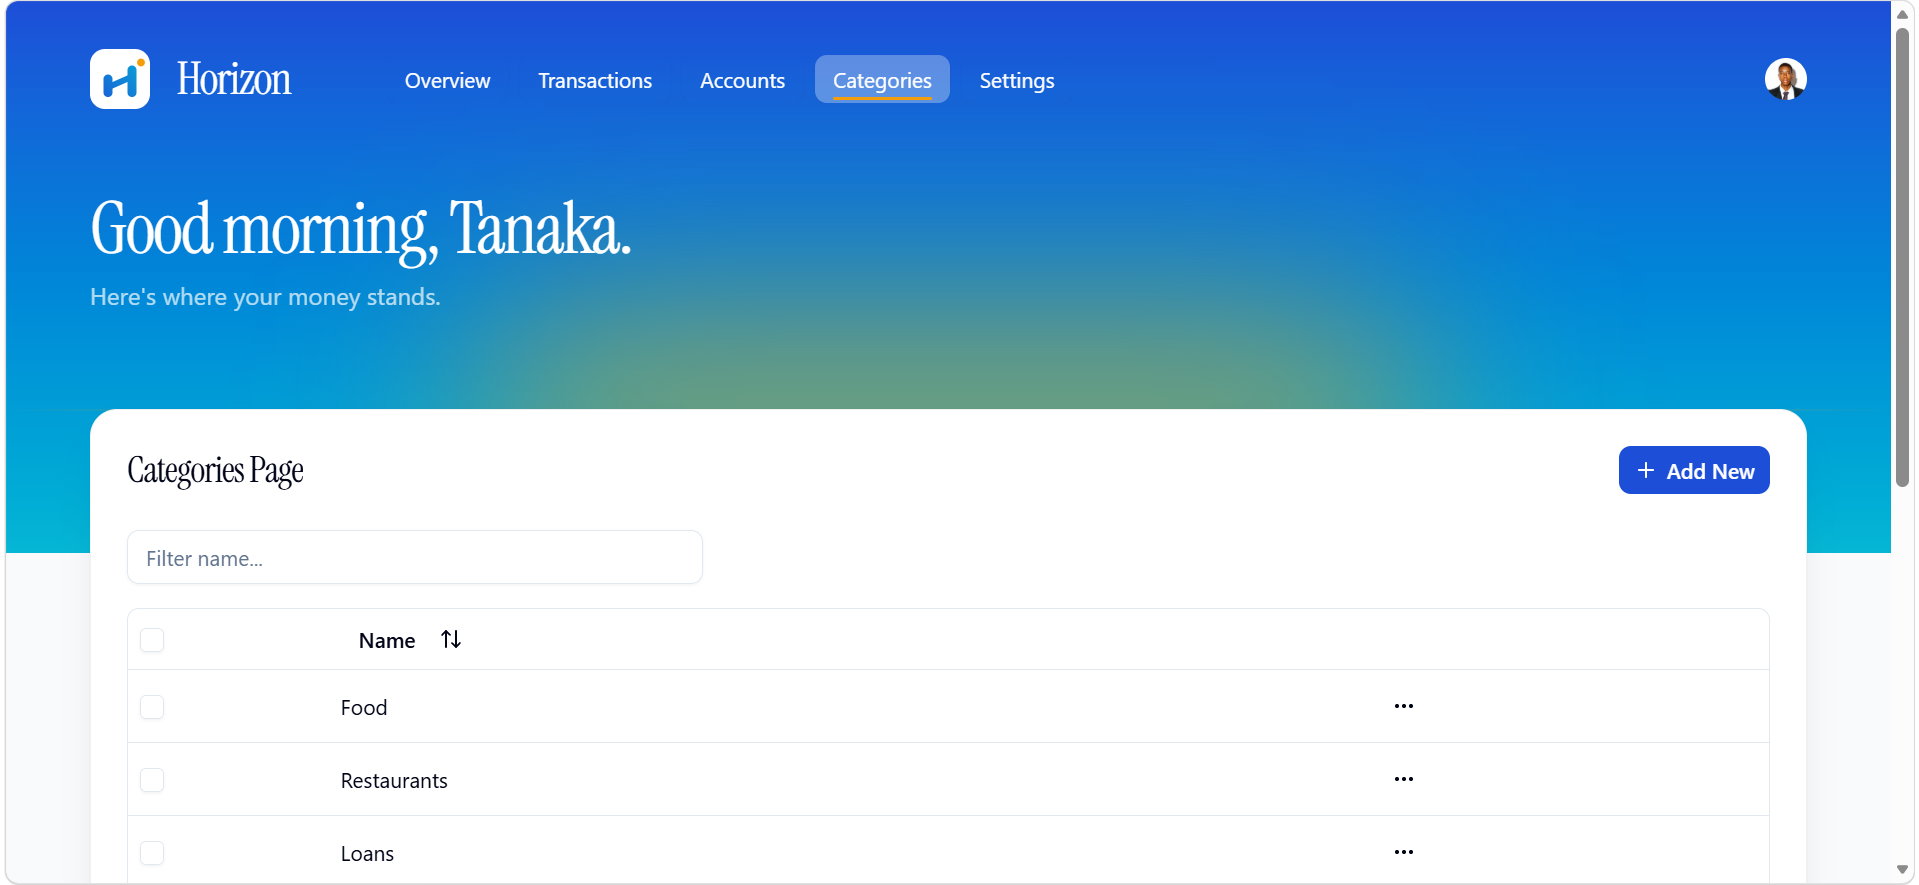 Horizon
Overview
Transactions
Accounts
Categories
Settings
Good morning, Tanaka.
Here's where your money stands.
Categories Page
Add New
Filter name...
Name
Food
Restaurants
Loans